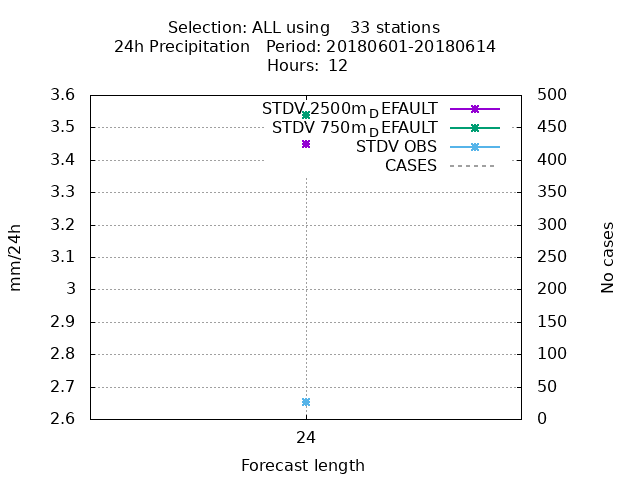 Selection: ALL using 33 stations
24h Precipitation Period: 20180601-20180614
Hours: 12
3.6
3.5
3.4
3.3
3.2
3.1
3
2.9
2.8
2.7
2.6
mm/24h
STDV 2500mDEFAULT
STDV 750mDEFAULT
STDV OBS
CASES
500
450
400
350
300
250
200
150
100
50
0
No cases
24
Forecast length